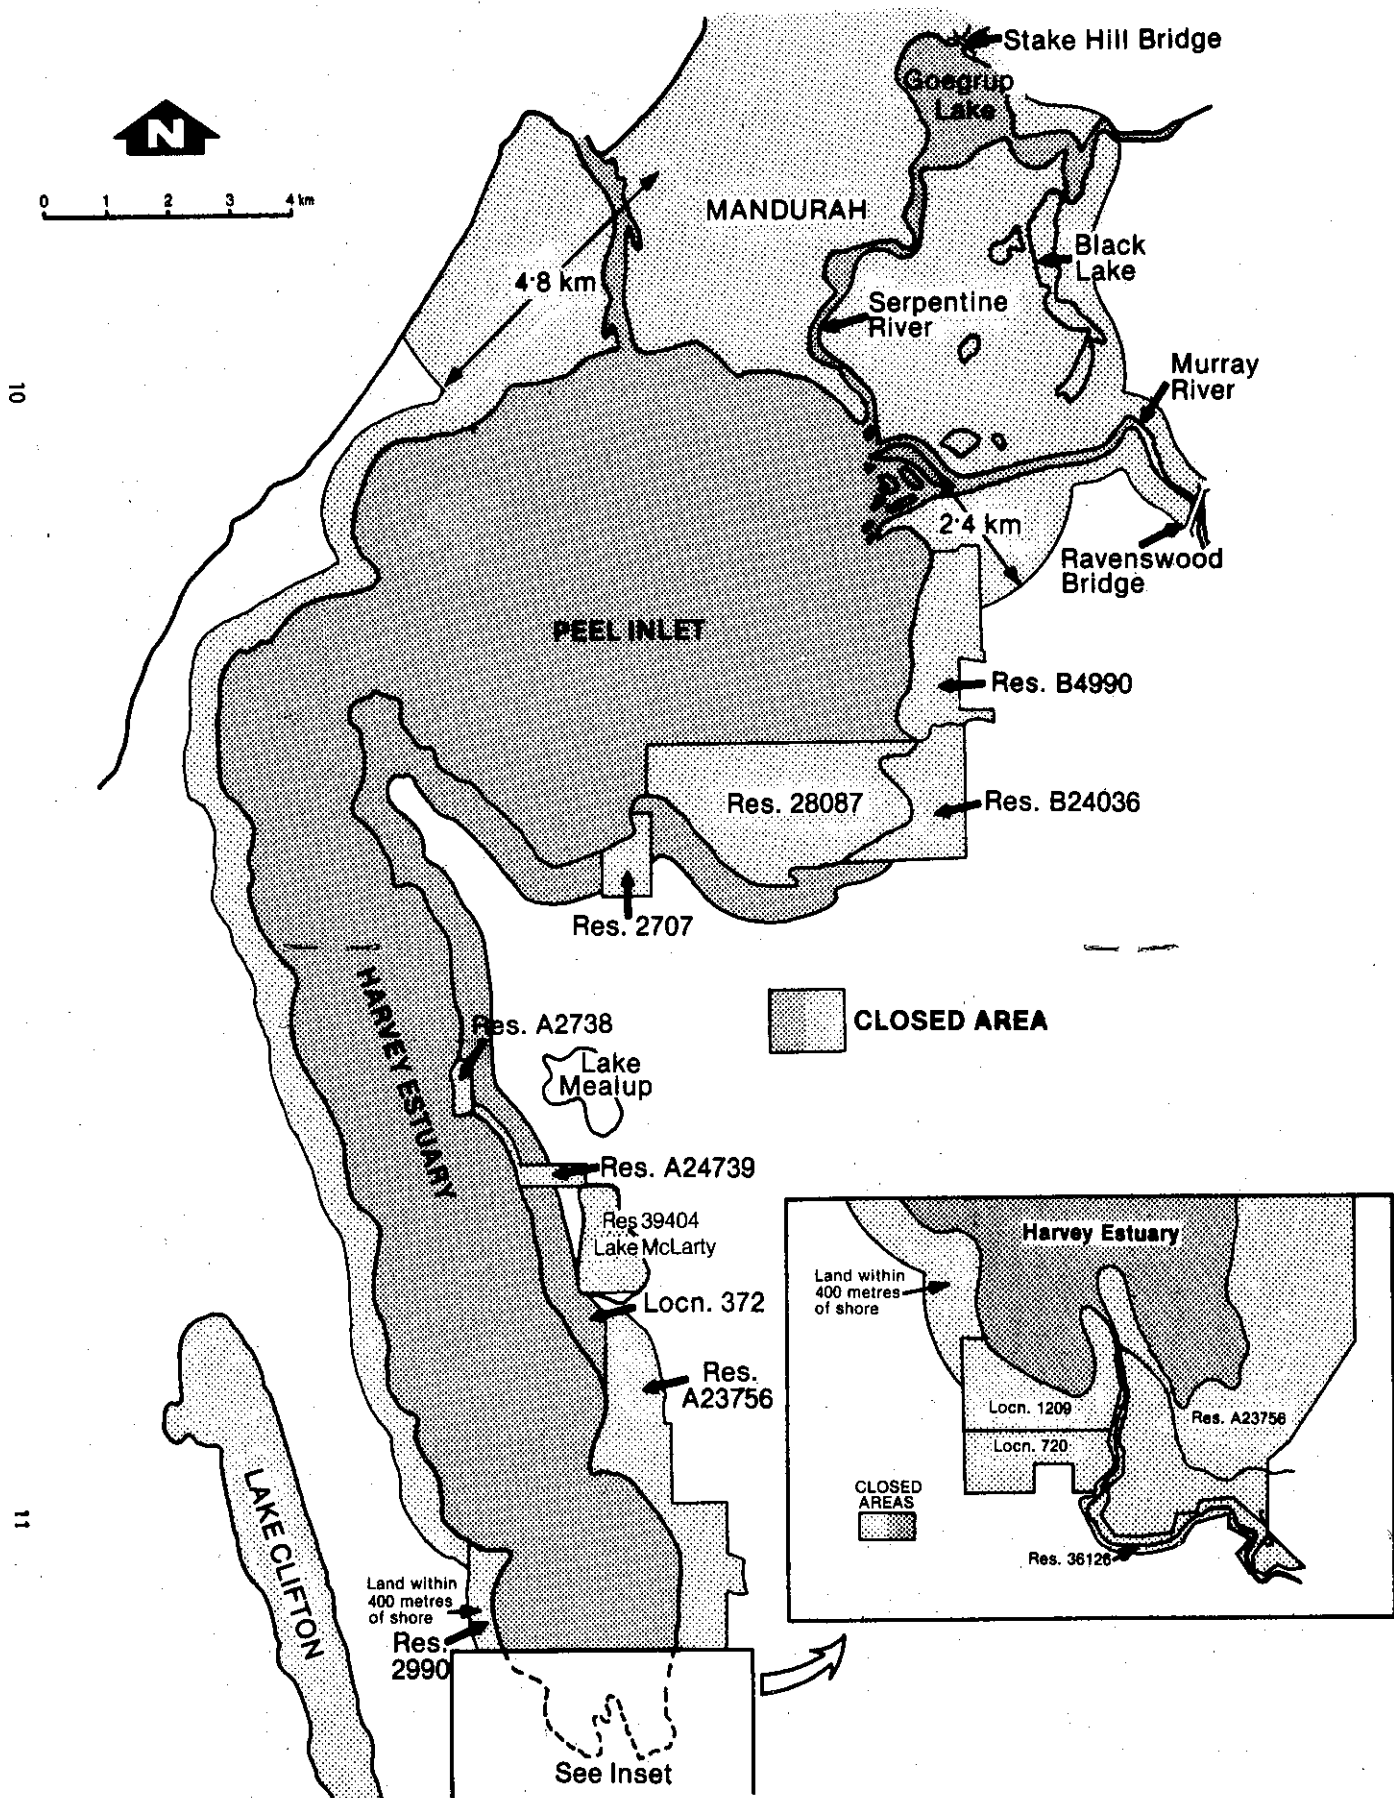 Stake Hill Bridge
Goegrup
Lake
N
0 1 2 3 4 km
MANDURAH
Black
Lake
4·8 km
Serpentine
River
Murray
River
10
2·4 km
Ravenswood
Bridge
PEEL INLET
Res. B4990
Res. 28087
Res. B24036
Res. 2707
HARVEY ESTUARY
CLOSED AREA
Res. A2738
Lake
Mealup
Res. A24739
Res 39404
Lake McLarty
Locn. 372
Res.
A23756
LAKE CLIFTON
11
Land within
400 metres
of shore
Res.
2990
See Inset
Harvey Estuary
Land within
400 metres
of shore
Locn. 1209
Res. A23756
Locn. 720
CLOSED
AREAS
Res. 36126